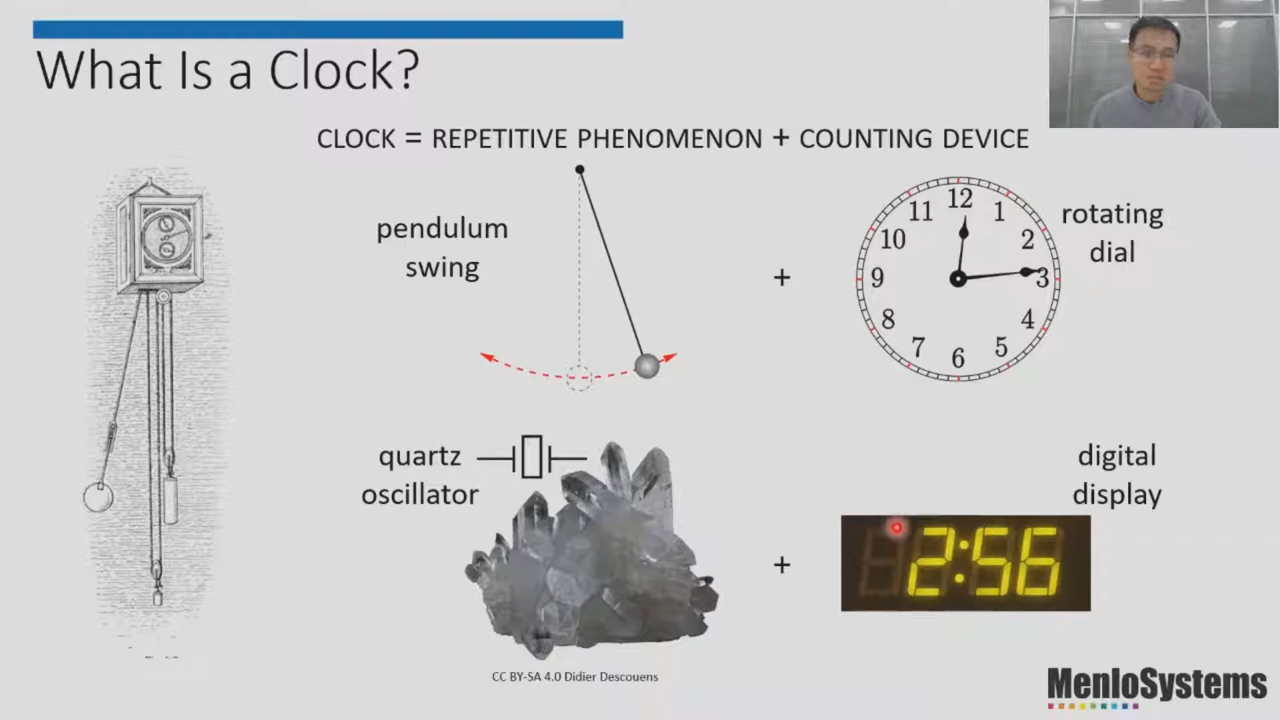 What Is a Clock?
CLOCK = REPETITIVE PHENOMENON + COUNTING DEVICE
pendulum
swing
+
12
1
2
3
4
5
6
7
8
9
10
11
rotating
dial
quartz
oscillator
+
digital
display
2:56
CC BY-SA 4.0 Didier Descouens
MenloSystems